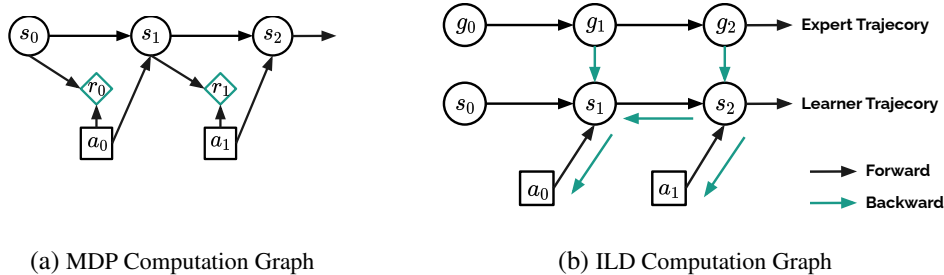 s0 s1 s2
r0 r1
a0 a1
(a) MDP Computation Graph
g0 g1 g2 Expert Trajecory
s0 s1 s2 Learner Trajecory
a0 a1
Forward
Backward
(b) ILD Computation Graph